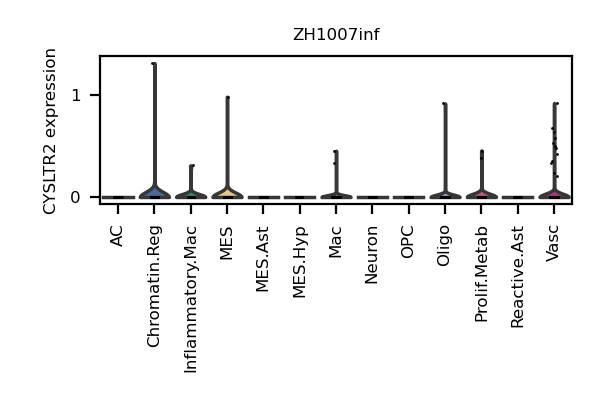 ZH1007inf
CYSLTR2 expression
1
0
AC
Chromatin.Reg
Inflammatory.Mac
MES
MES.Ast
MES.Hyp
Mac
Neuron
OPC
Oligo
Prolif.Metab
Reactive.Ast
Vasc